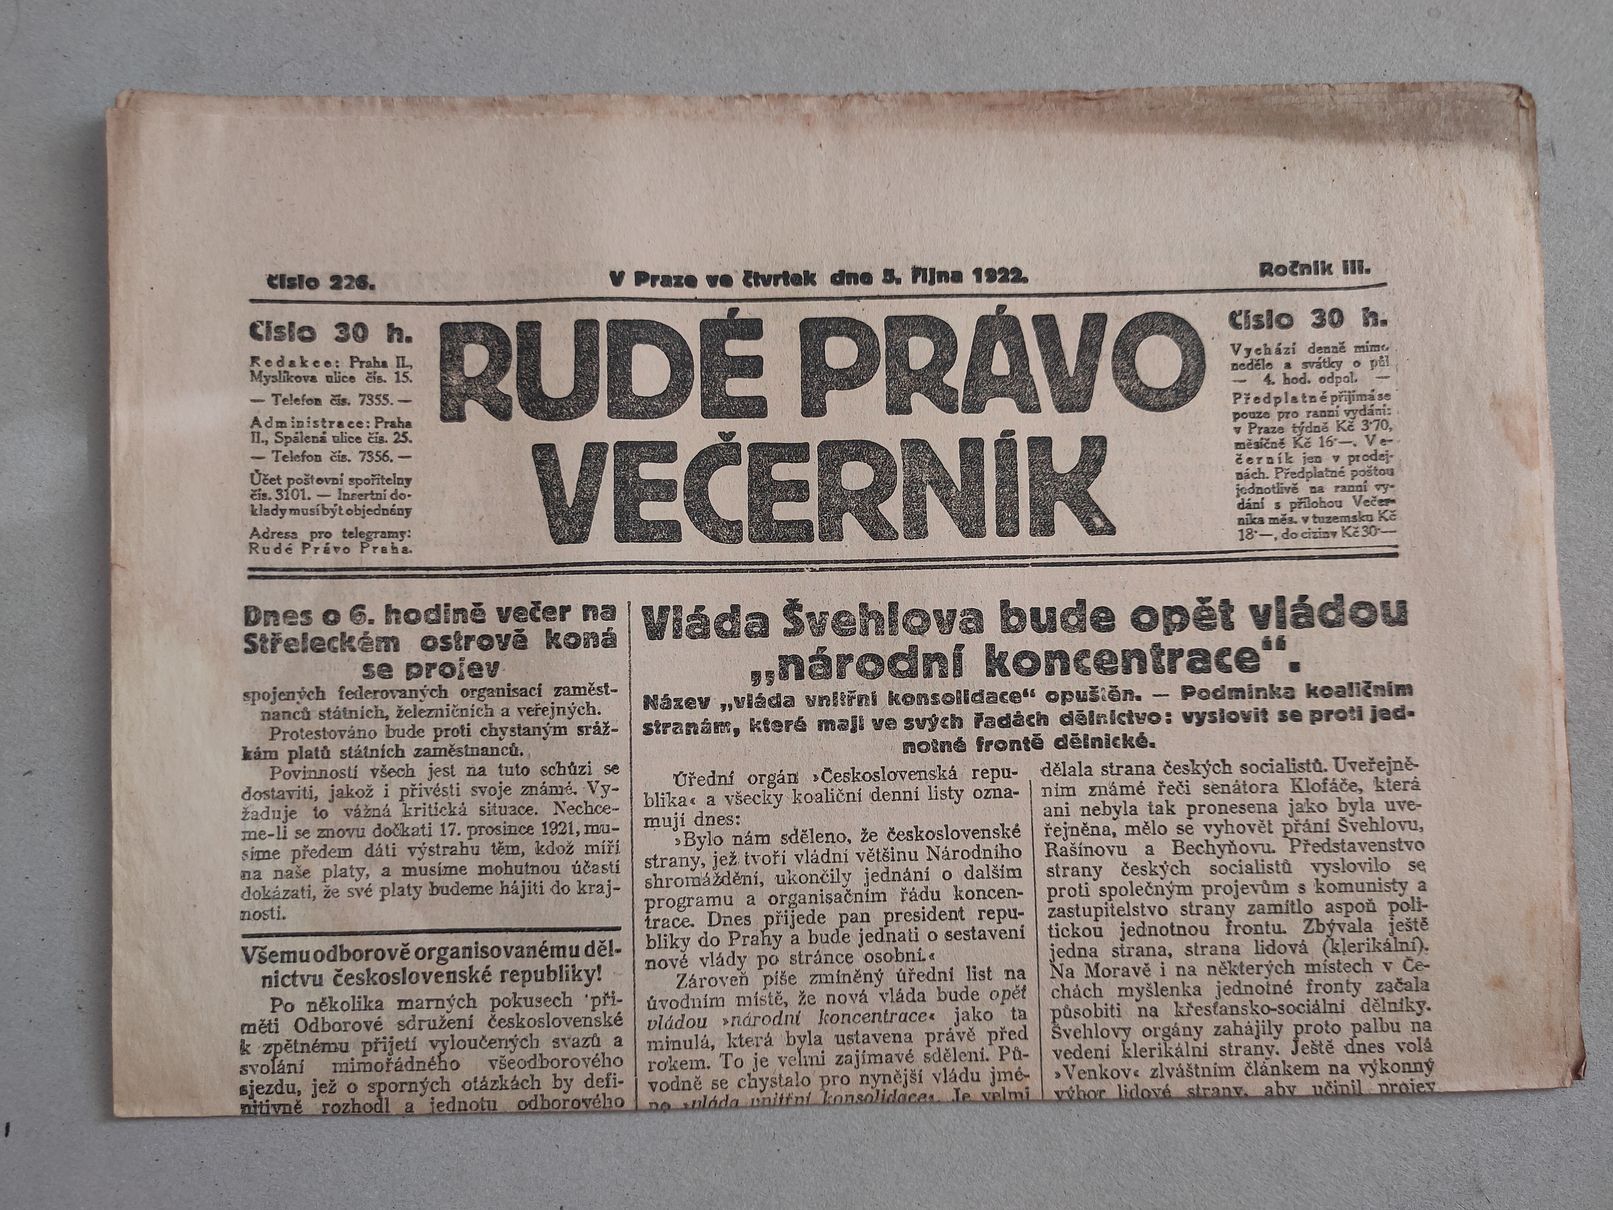 Číslo 226.
V Praze ve čtvrtek dne 5. října 1922.
Ročník III.
Číslo 30 h.
Redakce: Praha II.,
Myslíkova ulice čís. 15.
— Telefon čís. 7355. —
Administrace: Praha
II., Spálená ulice čís. 25.
— Telefon čís. 7356. —
Účet poštovní spořitelny
čís. 3101. — Insertní do-
klady musí být objednány
Adresa pro telegramy:
Rudé Právo Praha.
RUDÉ PRÁVO
VEČERNÍK
Číslo 30 h.
Vychází denně mimo
neděle a svátky o půl
— 4. hod. odpol. —
Předplatné přijímá se
pouze pro ranní vydání:
v Praze týdně Kč 3·70,
měsíčně Kč 16·—. Ve-
černík jen v prodej-
nách. Předplatné poštou
jednotlivě na ranní vy-
dání s přílohou Večer-
níka měs. v tuzemsku Kč
18·—, do ciziny Kč 30·—
Dnes o 6. hodině večer na
Střeleckém ostrově koná
se projev
spojených federovaných organisací zaměst-
nanců státních, železničních a veřejných.
Protestováno bude proti chystaným sráž-
kám platů státních zaměstnanců.
Povinností všech jest na tuto schůzi se
dostaviti, jakož i přivésti svoje známé. Vy-
žaduje to vážná kritická situace. Nechce-
me-li se znovu dočkati 17. prosince 1921, mu-
síme předem dáti výstrahu těm, kdož míří
na naše platy, a musíme mohutnou účastí
dokázati, že své platy budeme hájiti do kraj-
nosti.
Všemu odborově organisovanému děl-
nictvu československé republiky!
Po několika marných pokusech při-
měti Odborové sdružení československé
k zpětnému přijetí vyloučených svazů a
svolání mimořádného všeodborového
sjezdu, jež o sporných otázkách by defi-
nitivně rozhodl a jednotu odborového
Vláda Švehlova bude opět vládou
„národní koncentrace“.
Název „vláda vnitřní konsolidace“ opuštěn. — Podmínka koaličním
stranám, které mají ve svých řadách dělnictvo: vyslovit se proti jed-
notné frontě dělnické.
Úřední orgán »Československá repu-
blika« a všecky koaliční denní listy ozna-
mují dnes:
»Bylo nám sděleno, že československé
strany, jež tvoří vládní většinu Národního
shromáždění, ukončily jednání o dalším
programu a organisačním řádu koncen-
trace. Dnes přijede pan president repu-
bliky do Prahy a bude jednati o sestavení
nové vlády po stránce osobní.«
Zároveň píše zmíněný úřední list na
úvodním místě, že nová vláda bude opět
vládou »národní koncentrace« jako ta
minulá, která byla ustavena právě před
rokem. To je velmi zajímavé sdělení. Pů-
vodně se chystalo pro nynější vládu jmé-
no »vláda vnitřní konsolidace«. Je velmi
dělala strana českých socialistů. Uveřejně-
ním známé řeči senátora Klofáče, která
ani nebyla tak pronesena jako byla uve-
řejněna, mělo se vyhovět přání Švehlovu,
Rašínovu a Bechyňovu. Představenstvo
strany českých socialistů vyslovilo se
proti společným projevům s komunisty a
zastupitelstvo strany zamítlo aspoň poli-
tickou jednotnou frontu. Zbývala ještě
jedna strana, strana lidová (klerikální).
Na Moravě i na některých místech v Če-
chách myšlenka jednotné fronty začala
působiti na křesťansko-sociální dělníky.
Švehlovy orgány zahájily proto palbu na
vedení klerikální strany. Ještě dnes volá
»Venkov« zvláštním článkem na výkonný
výbor lidové strany, aby učinil projev